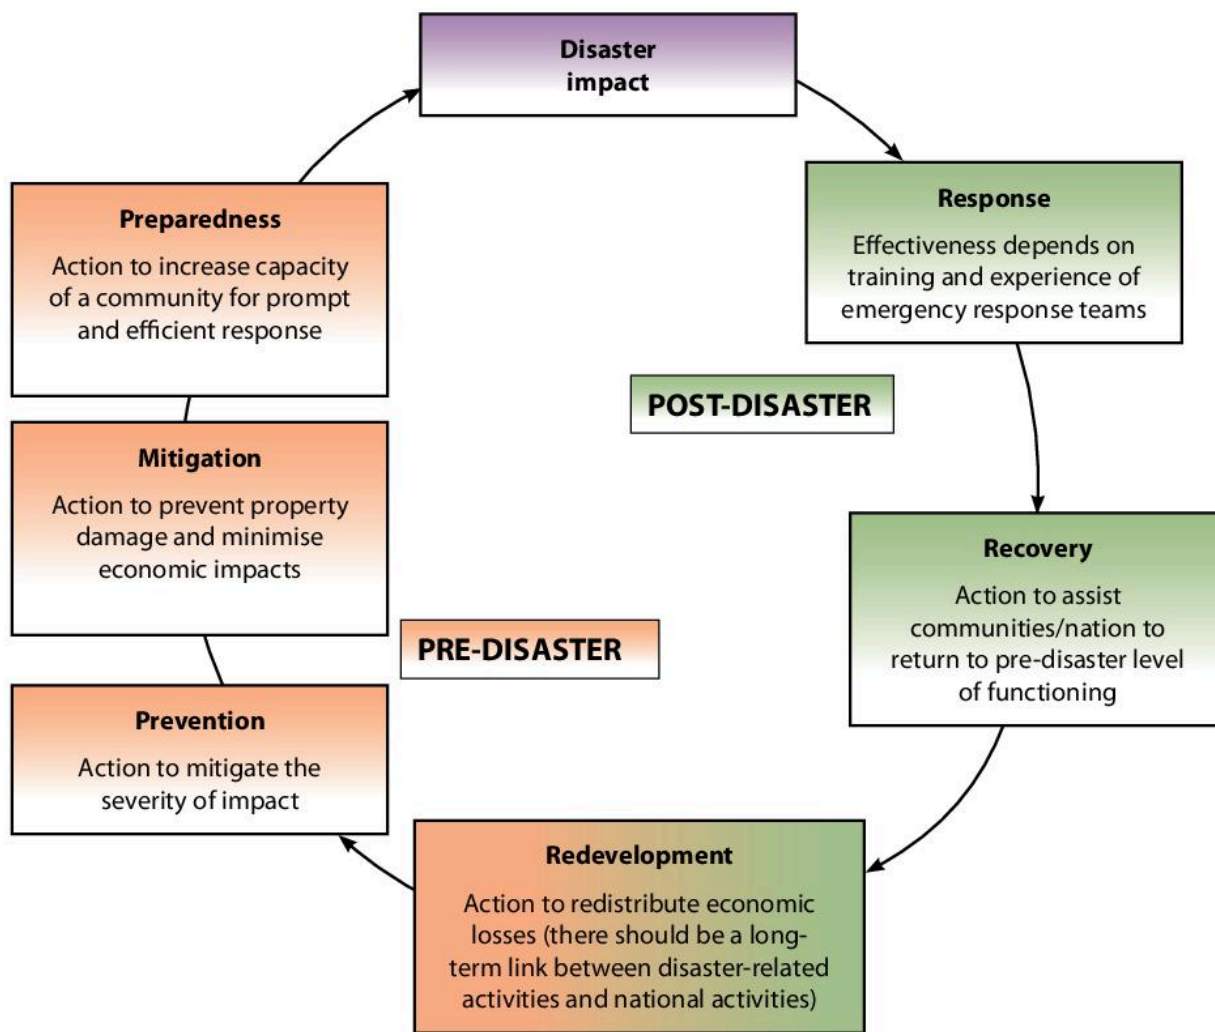 Disaster
impact
Response
Effectiveness depends on
training and experience of
emergency response teams
POST-DISASTER
Recovery
Action to assist
communities/nation to
return to pre-disaster level
of functioning
Redevelopment
Action to redistribute economic
losses (there should be a long-
term link between disaster-related
activities and national activities)
PRE-DISASTER
Prevention
Action to mitigate the
severity of impact
Mitigation
Action to prevent property
damage and minimise
economic impacts
Preparedness
Action to increase capacity
of a community for prompt
and efficient response